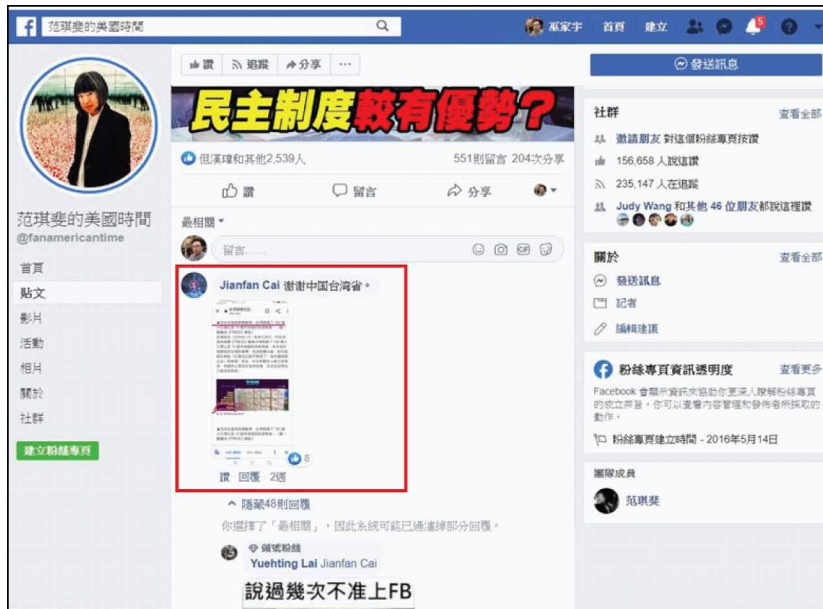 范琪斐的美國時間
巫家宇 首頁 建立 5
讚 追蹤 分享 ...
民主制度較有優勢？
但漢瑋和其他2,539人 551則留言 204次分享
讚 留言 分享
最相關
留言......
GIF
Jianfan Cai 谢谢中国台湾省。
8
讚 · 回覆 · 2週
隱藏48則回覆
你選擇了「最相關」，因此系統可能已過濾掉部分回覆。
頭號粉絲
Yuehting Lai Jianfan Cai
說過幾次不准上FB
范琪斐的美國時間
@fanamericantime
首頁
貼文
影片
活動
相片
關於
社群
建立粉絲專頁
發送訊息
社群 查看全部
邀請朋友 對這個粉絲專頁按讚
156,658 人說這讚
235,147 人在追蹤
Judy Wang 和其他 46 位朋友都說這裡讚
關於 查看全部
發送訊息
記者
編輯建議
粉絲專頁資訊透明度 查看更多
Facebook 會顯示資訊來協助你更深入瞭解粉絲專頁
的成立宗旨。你可以查看內容管理和發佈者所採取的
動作。
粉絲專頁建立時間 - 2016年5月14日
團隊成員
范琪斐